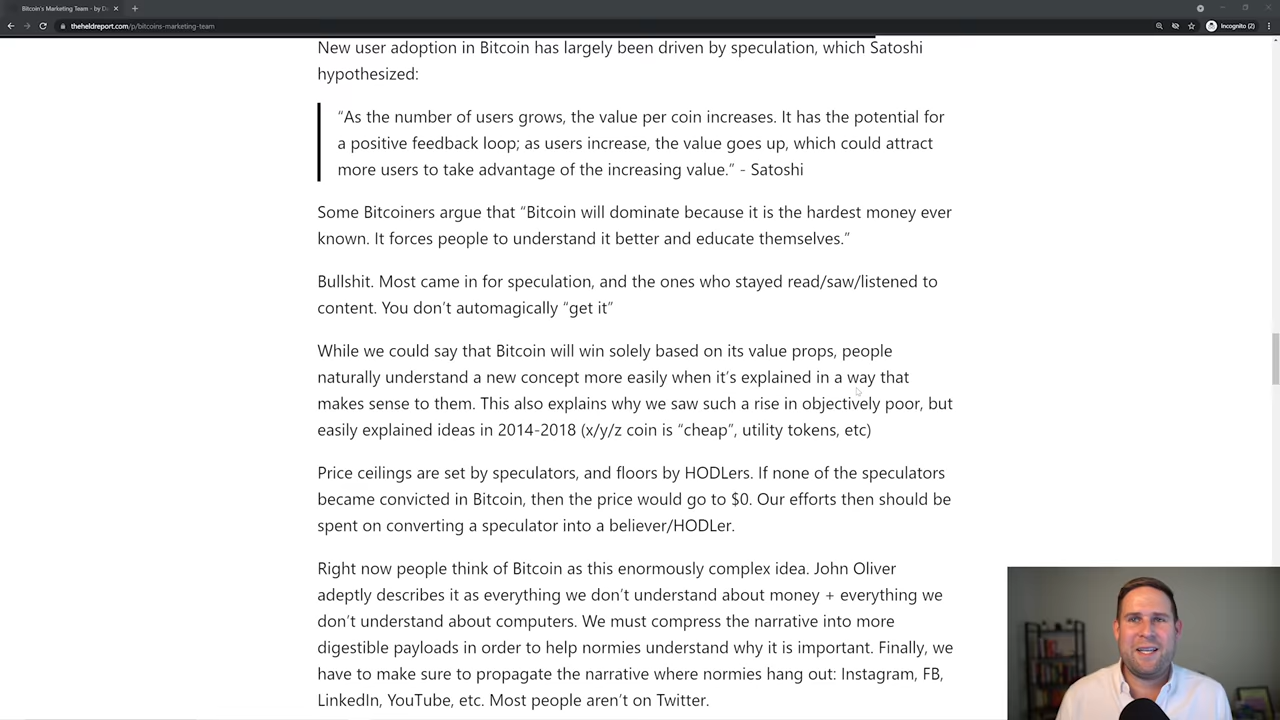 Bitcoin's Marketing Team - by D
theheldreport.com/p/bitcoins-marketing-team
Incognito (2)
New user adoption in Bitcoin has largely been driven by speculation, which Satoshi
hypothesized:
“As the number of users grows, the value per coin increases. It has the potential for
a positive feedback loop; as users increase, the value goes up, which could attract
more users to take advantage of the increasing value.” - Satoshi
Some Bitcoiners argue that “Bitcoin will dominate because it is the hardest money ever
known. It forces people to understand it better and educate themselves.”
Bullshit. Most came in for speculation, and the ones who stayed read/saw/listened to
content. You don’t automagically “get it”
While we could say that Bitcoin will win solely based on its value props, people
naturally understand a new concept more easily when it’s explained in a way that
makes sense to them. This also explains why we saw such a rise in objectively poor, but
easily explained ideas in 2014-2018 (x/y/z coin is “cheap”, utility tokens, etc)
Price ceilings are set by speculators, and floors by HODLers. If none of the speculators
became convicted in Bitcoin, then the price would go to $0. Our efforts then should be
spent on converting a speculator into a believer/HODLer.
Right now people think of Bitcoin as this enormously complex idea. John Oliver
adeptly describes it as everything we don’t understand about money + everything we
don’t understand about computers. We must compress the narrative into more
digestible payloads in order to help normies understand why it is important. Finally, we
have to make sure to propagate the narrative where normies hang out: Instagram, FB,
LinkedIn, YouTube, etc. Most people aren’t on Twitter.